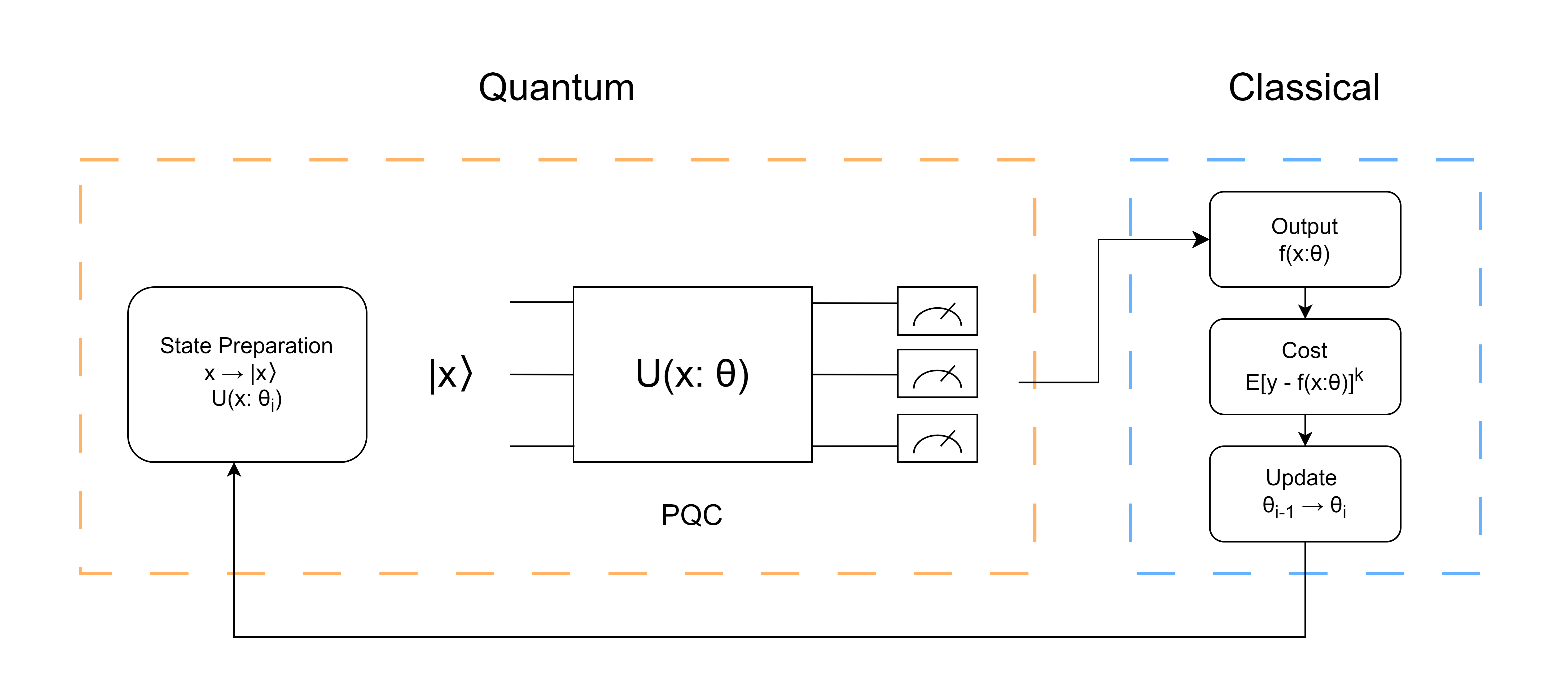 Quantum
Classical
State Preparation
x → |x⟩
U(x: θᵢ)
|x⟩
U(x: θ)
PQC
Output
f(x:θ)
Cost
E[y - f(x:θ)]ᵏ
Update
θᵢ₋₁ → θᵢ